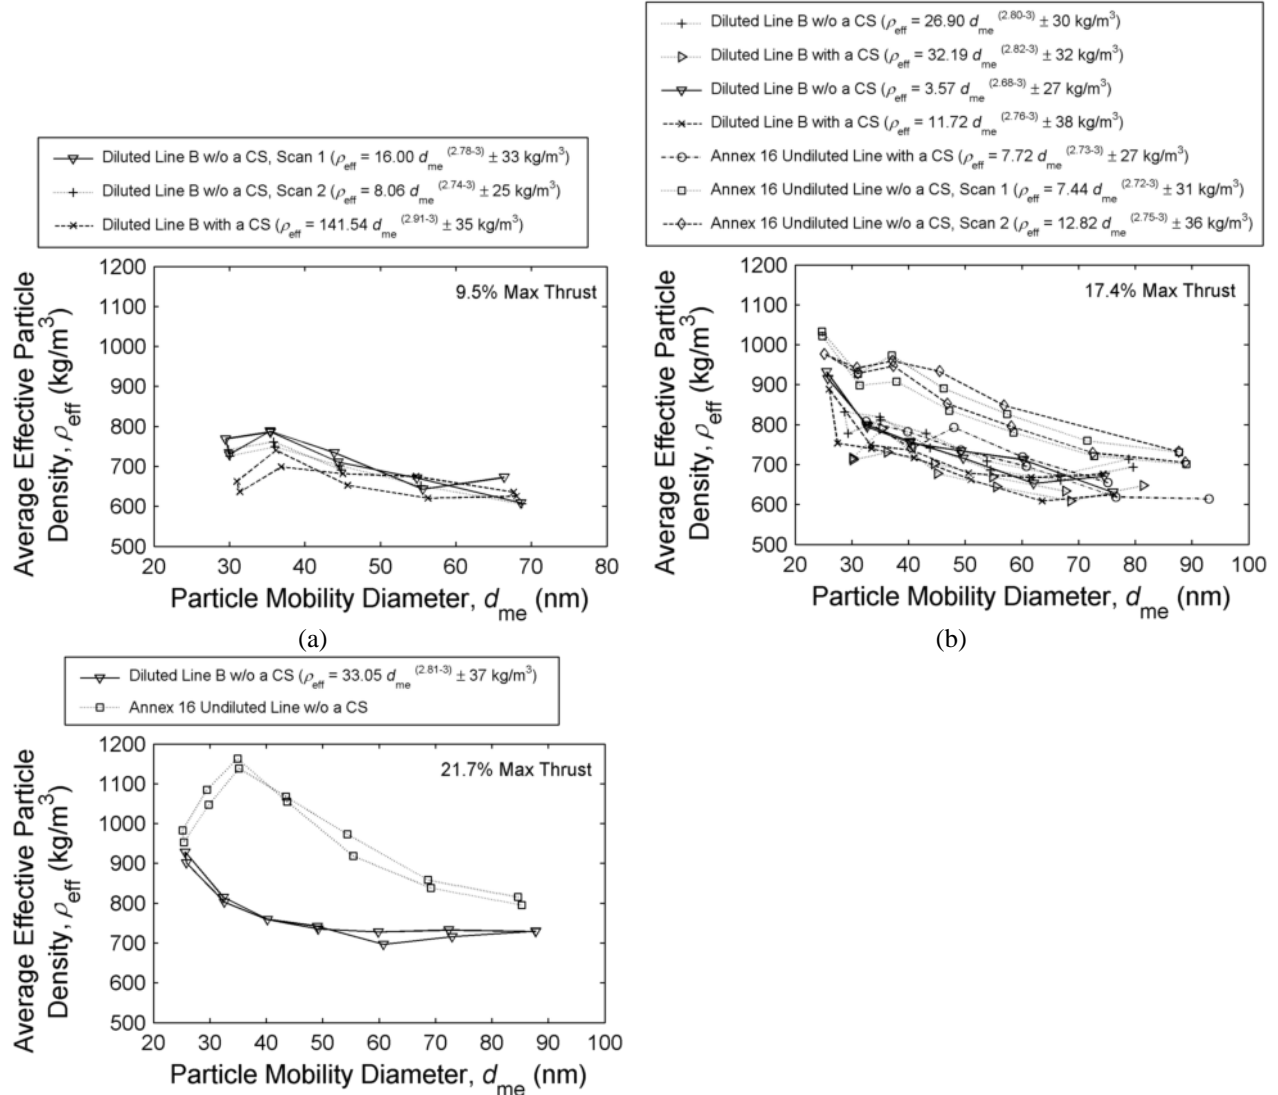 Diluted Line B w/o a CS, Scan 1 (ρeff = 16.00 dme (2.78-3) ± 33 kg/m3)
Diluted Line B w/o a CS, Scan 2 (ρeff = 8.06 dme (2.74-3) ± 25 kg/m3)
Diluted Line B with a CS (ρeff = 141.54 dme (2.91-3) ± 35 kg/m3)
1200
1100
1000
900
800
700
600
500
9.5% Max Thrust
Average Effective Particle
Density, ρeff (kg/m3)
20 30 40 50 60 70 80
Particle Mobility Diameter, dme (nm)
(a)
Diluted Line B w/o a CS (ρeff = 26.90 dme (2.80-3) ± 30 kg/m3)
Diluted Line B with a CS (ρeff = 32.19 dme (2.82-3) ± 32 kg/m3)
Diluted Line B w/o a CS (ρeff = 3.57 dme (2.68-3) ± 27 kg/m3)
Diluted Line B with a CS (ρeff = 11.72 dme (2.76-3) ± 38 kg/m3)
Annex 16 Undiluted Line with a CS (ρeff = 7.72 dme (2.73-3) ± 27 kg/m3)
Annex 16 Undiluted Line w/o a CS, Scan 1 (ρeff = 7.44 dme (2.72-3) ± 31 kg/m3)
Annex 16 Undiluted Line w/o a CS, Scan 2 (ρeff = 12.82 dme (2.75-3) ± 36 kg/m3)
1200
1100
1000
900
800
700
600
500
17.4% Max Thrust
Average Effective Particle
Density, ρeff (kg/m3)
20 30 40 50 60 70 80 90 100
Particle Mobility Diameter, dme (nm)
(b)
Diluted Line B w/o a CS (ρeff = 33.05 dme (2.81-3) ± 37 kg/m3)
Annex 16 Undiluted Line w/o a CS
1200
1100
1000
900
800
700
600
500
21.7% Max Thrust
Average Effective Particle
Density, ρeff (kg/m3)
20 30 40 50 60 70 80 90 100
Particle Mobility Diameter, dme (nm)